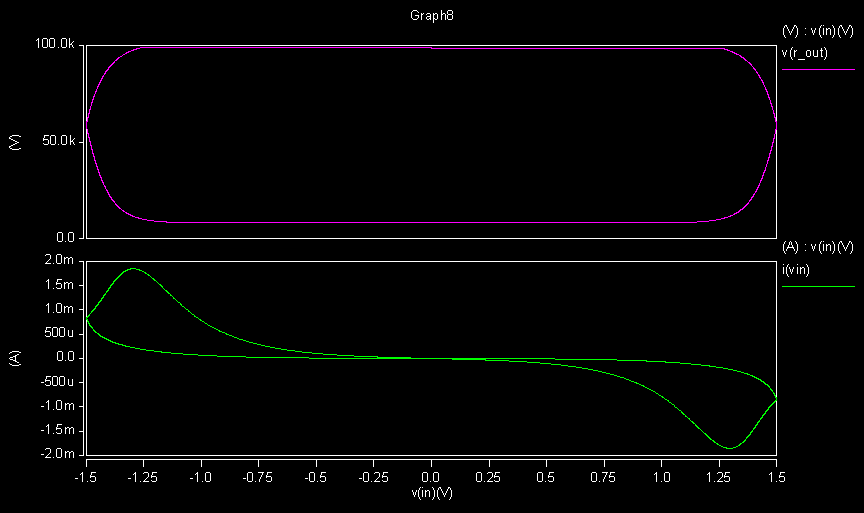 Graph8
(V) : v(in)(V)
v(r_out)
100.0k
50.0k
0.0
(V)
(A) : v(in)(V)
i(vin)
2.0m
1.5m
1.0m
500u
0.0
-500u
-1.0m
-1.5m
-2.0m
(A)
-1.5 -1.25 -1.0 -0.75 -0.5 -0.25 0.0 0.25 0.5 0.75 1.0 1.25 1.5
v(in)(V)